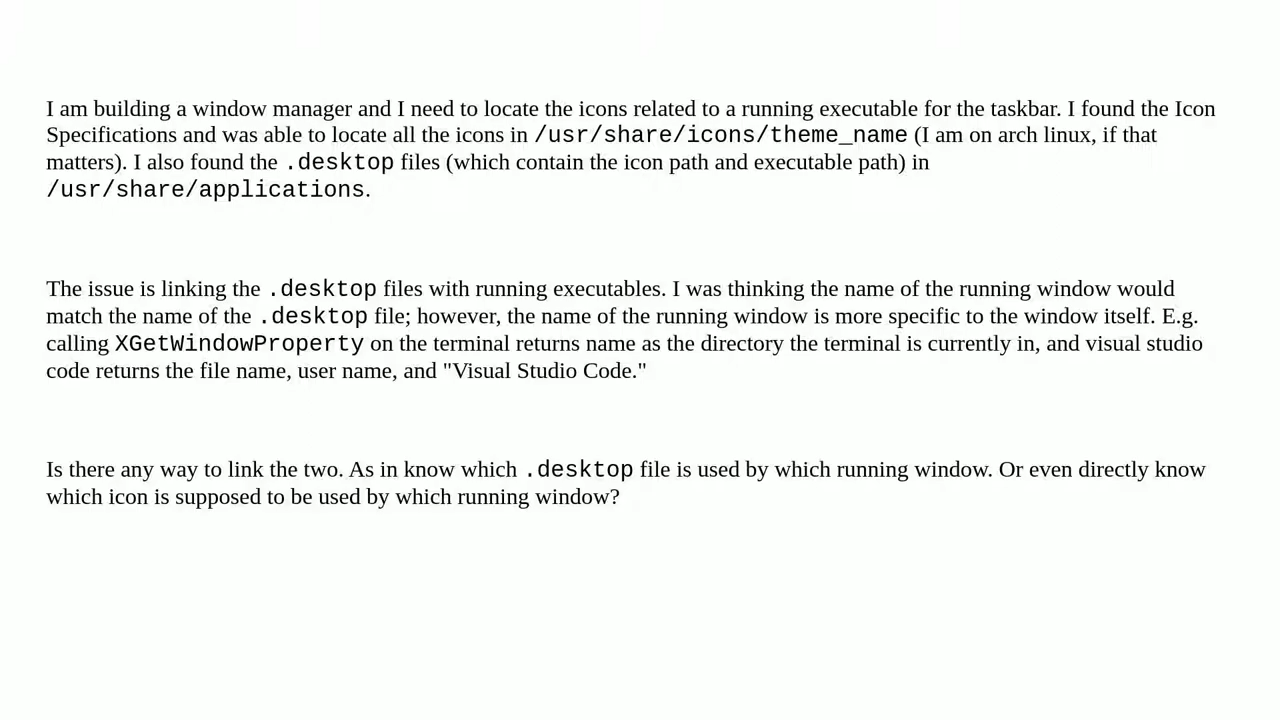 I am building a window manager and I need to locate the icons related to a running executable for the taskbar. I found the Icon
Specifications and was able to locate all the icons in /usr/share/icons/theme_name (I am on arch linux, if that
matters). I also found the .desktop files (which contain the icon path and executable path) in
/usr/share/applications.
The issue is linking the .desktop files with running executables. I was thinking the name of the running window would
match the name of the .desktop file; however, the name of the running window is more specific to the window itself. E.g.
calling XGetWindowProperty on the terminal returns name as the directory the terminal is currently in, and visual studio
code returns the file name, user name, and "Visual Studio Code."
Is there any way to link the two. As in know which .desktop file is used by which running window. Or even directly know
which icon is supposed to be used by which running window?